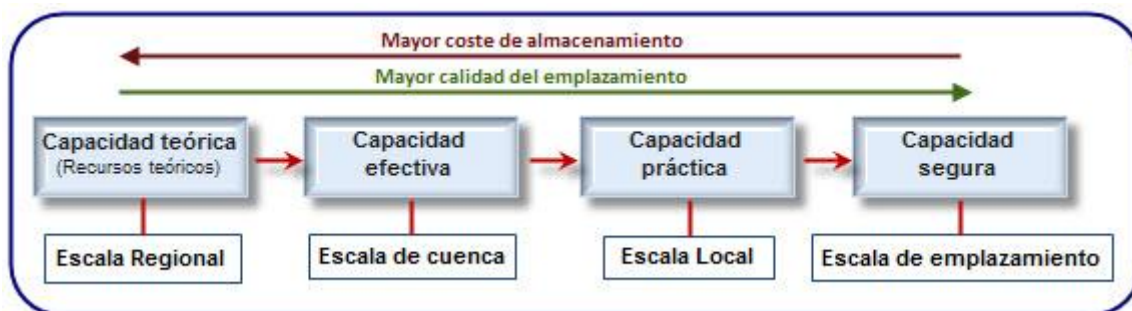 Mayor coste de almacenamiento
Mayor calidad del emplazamiento
Capacidad teórica
(Recursos teóricos)
Capacidad
efectiva
Capacidad
práctica
Capacidad
segura
Escala Regional
Escala de cuenca
Escala Local
Escala de emplazamiento